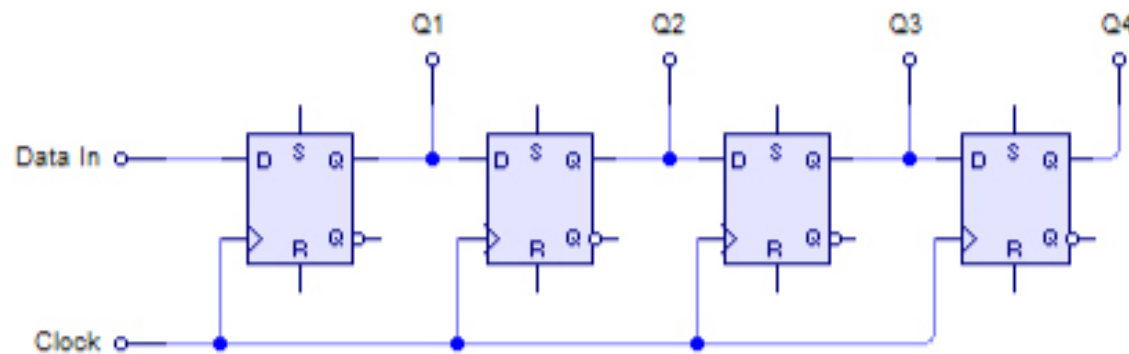 Q1 Q2 Q3 Q4
Data In D S Q D S Q D S Q D S Q
R Q R Q R Q R Q
Clock